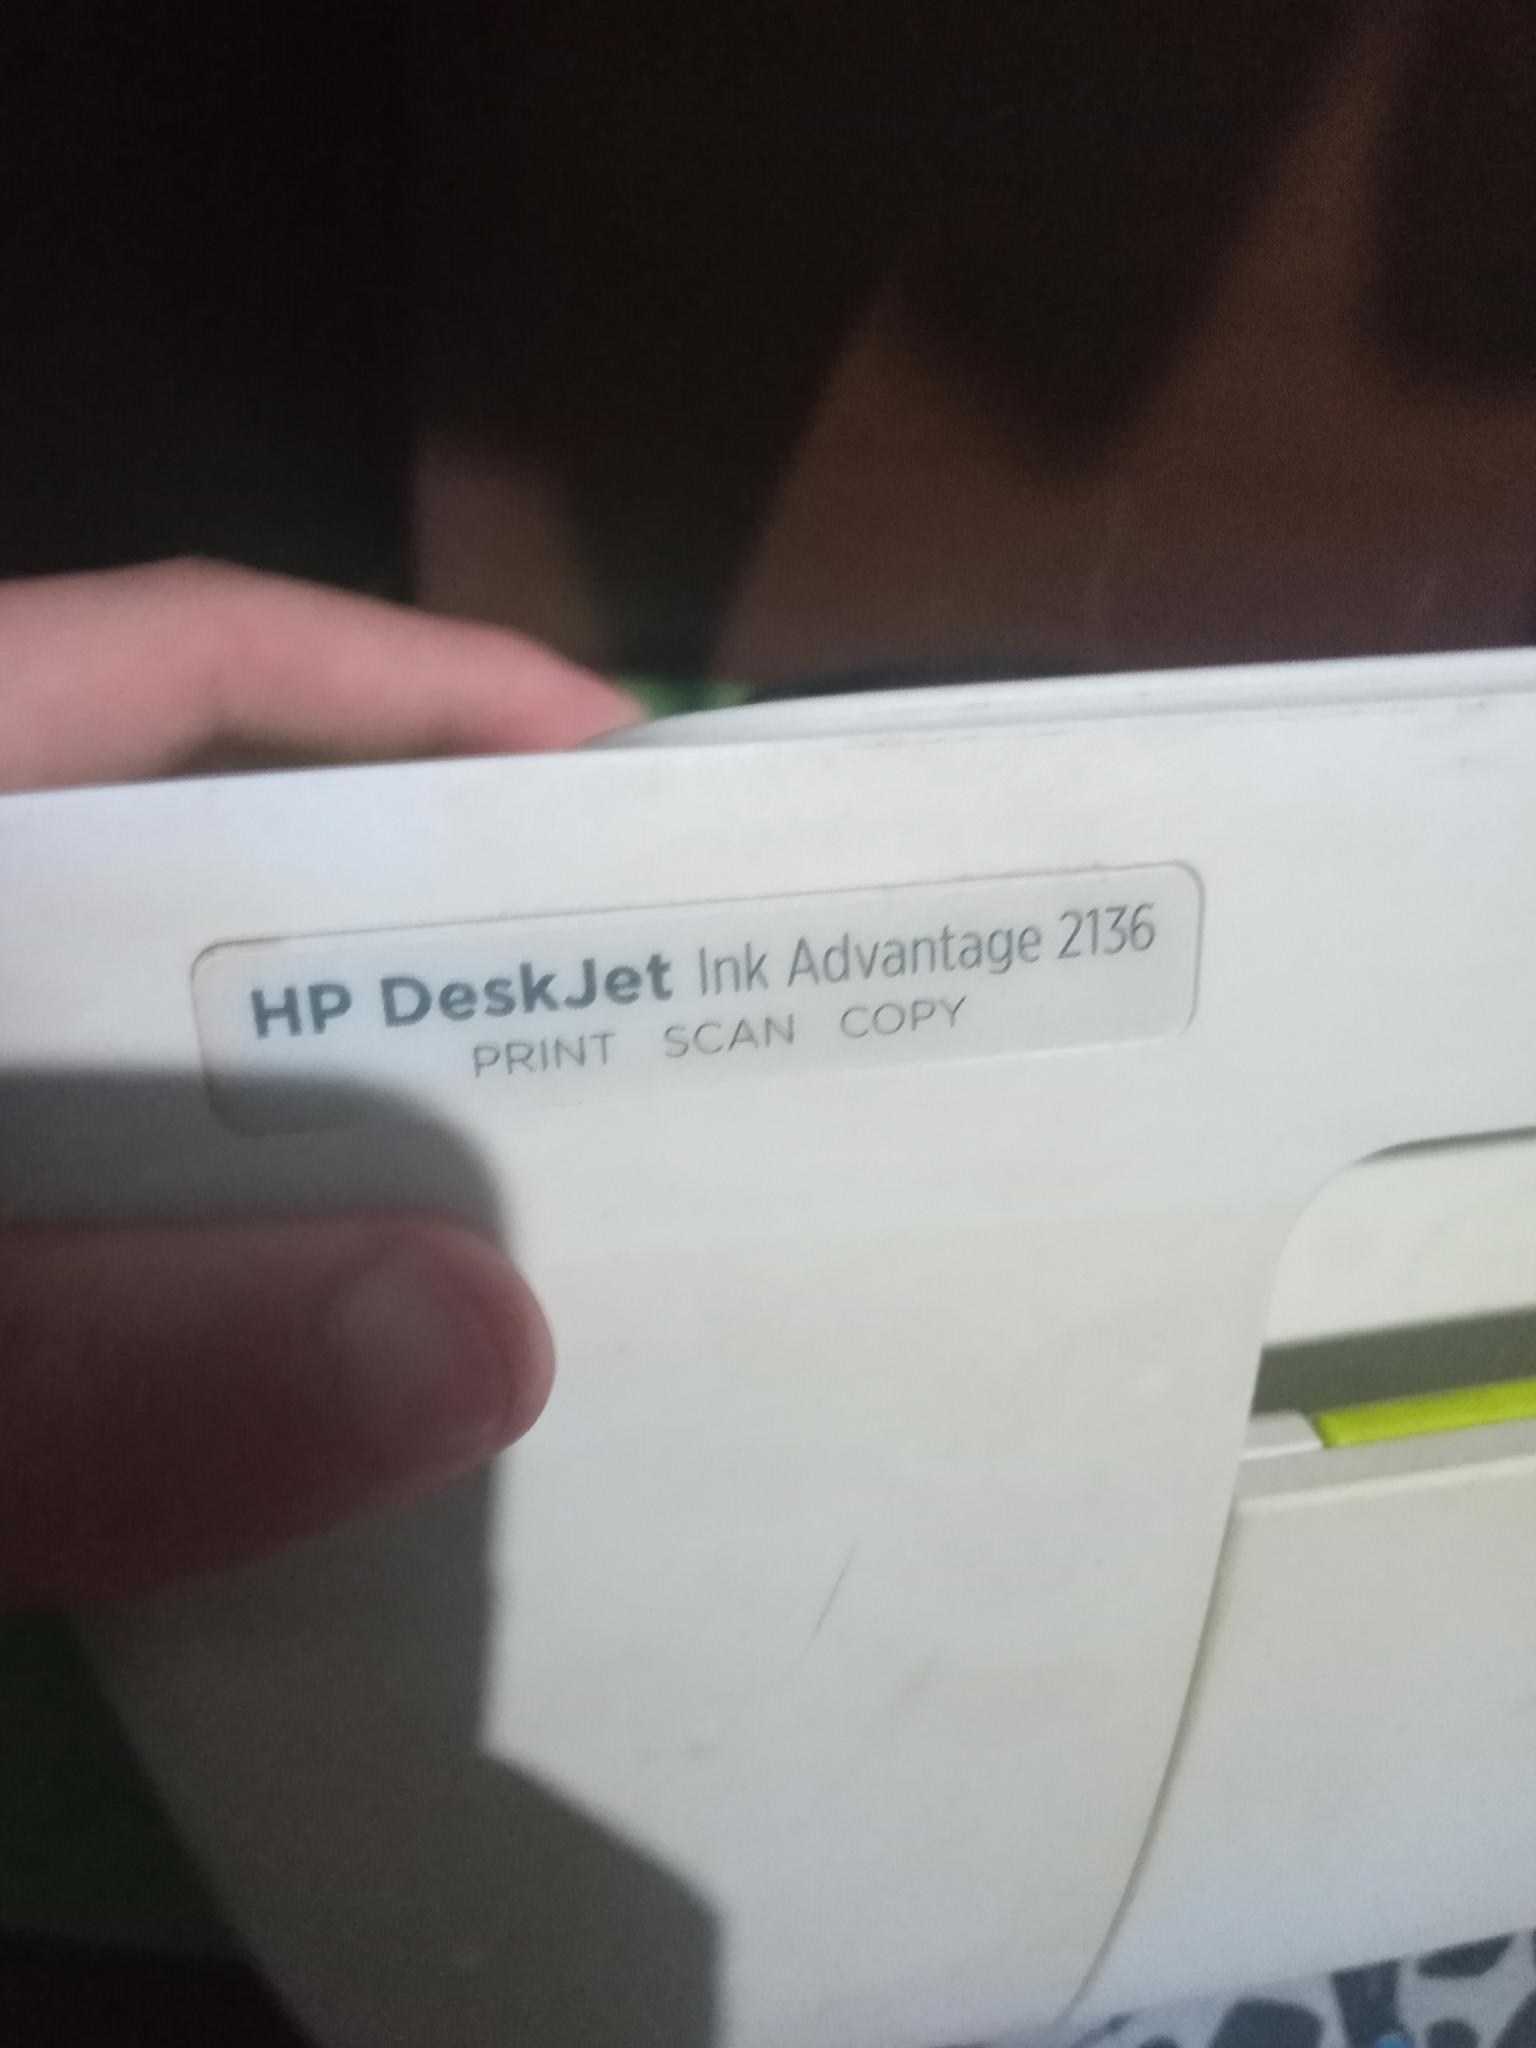 HP DeskJet Ink Advantage 2136
PRINT SCAN COPY